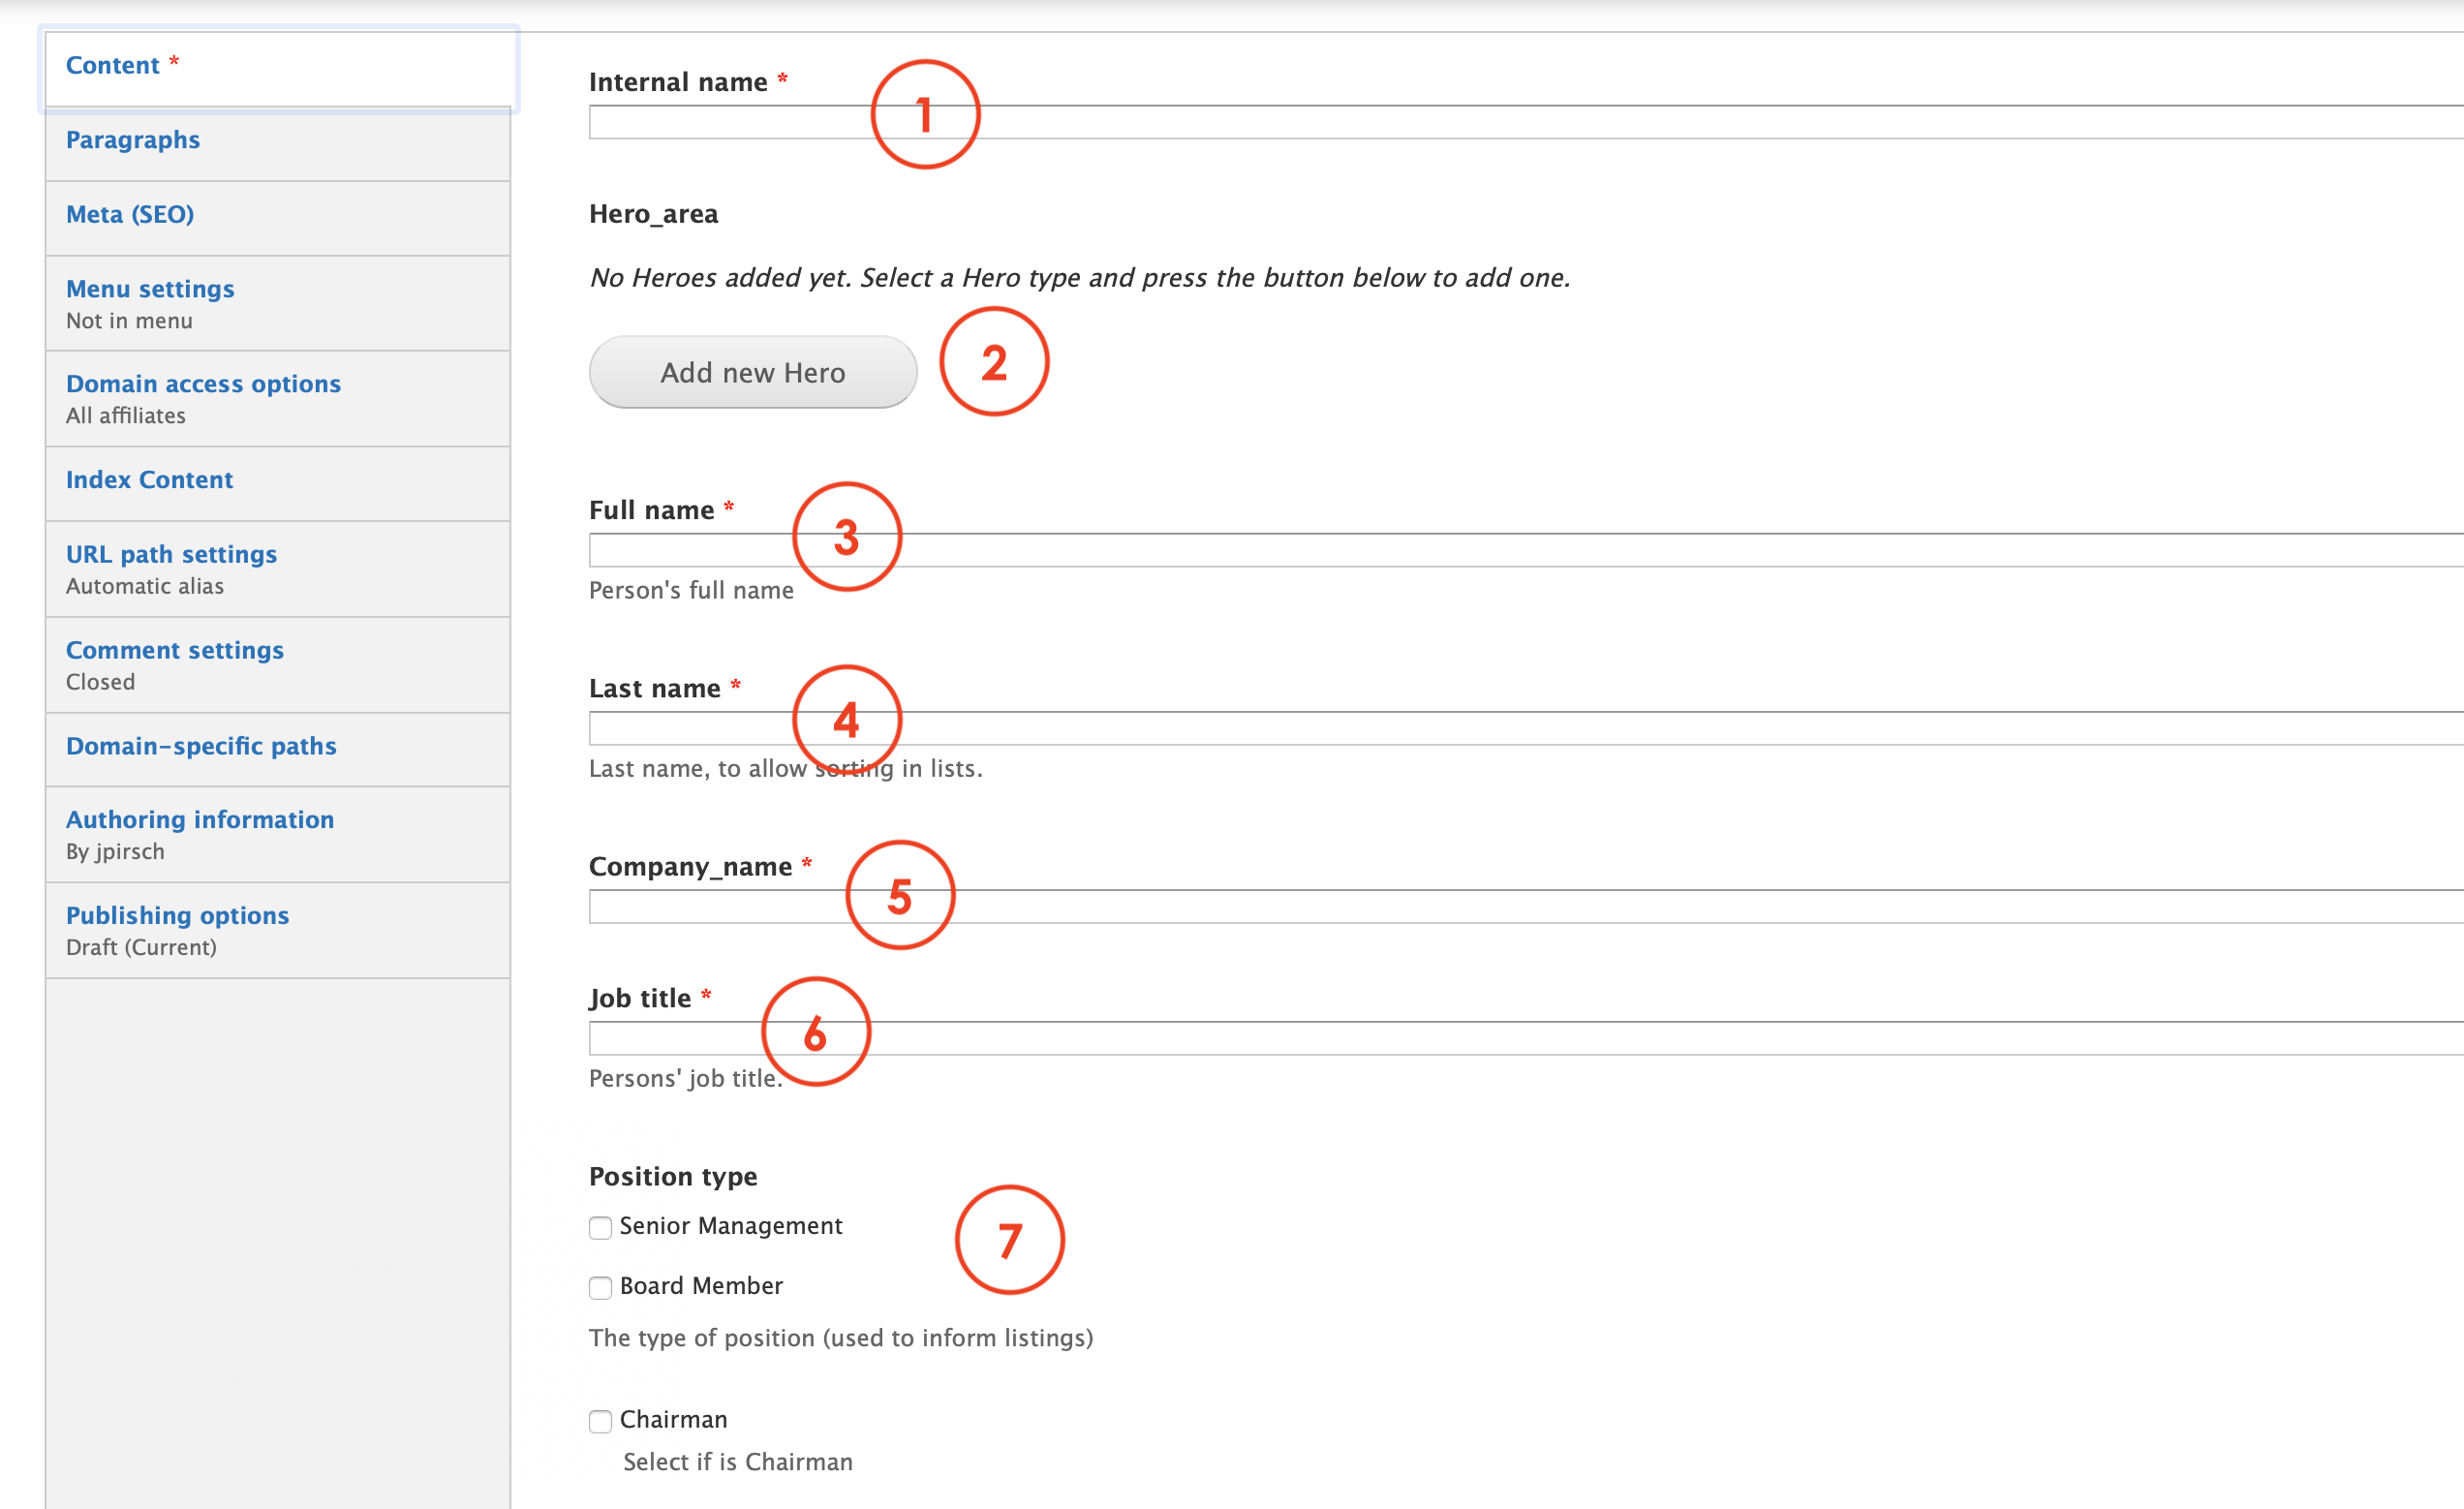 Content *
Paragraphs
Meta (SEO)
Menu settings
Not in menu
Domain access options
All affiliates
Index Content
URL path settings
Automatic alias
Comment settings
Closed
Domain-specific paths
Authoring information
By jpirsch
Publishing options
Draft (Current)
Internal name *
1
Hero_area
No Heroes added yet. Select a Hero type and press the button below to add one.
Add new Hero
2
Full name *
3
Person's full name
Last name *
4
Last name, to allow sorting in lists.
Company_name *
5
Job title *
6
Persons' job title.
Position type
Senior Management
7
Board Member
The type of position (used to inform listings)
Chairman
Select if is Chairman